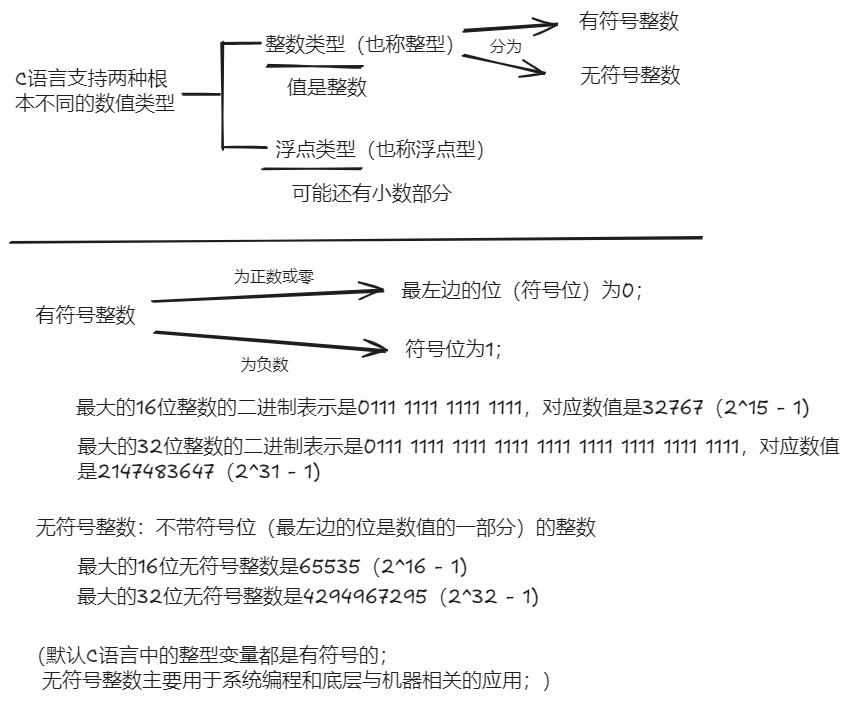 C语言支持两种根
本不同的数值类型
整数类型（也称整型）
值是整数
分为
有符号整数
无符号整数
浮点类型（也称浮点型）
可能还有小数部分
有符号整数
为正数或零
最左边的位（符号位）为0；
为负数
符号位为1；
最大的16位整数的二进制表示是0111 1111 1111 1111，对应数值是32767（2^15 - 1）
最大的32位整数的二进制表示是0111 1111 1111 1111 1111 1111 1111 1111 1111，对应数值
是2147483647（2^31 - 1）
无符号整数：不带符号位（最左边的位是数值的一部分）的整数
最大的16位无符号整数是65535（2^16 - 1）
最大的32位无符号整数是4294967295（2^32 - 1）
（默认C语言中的整型变量都是有符号的；
无符号整数主要用于系统编程和底层与机器相关的应用；）